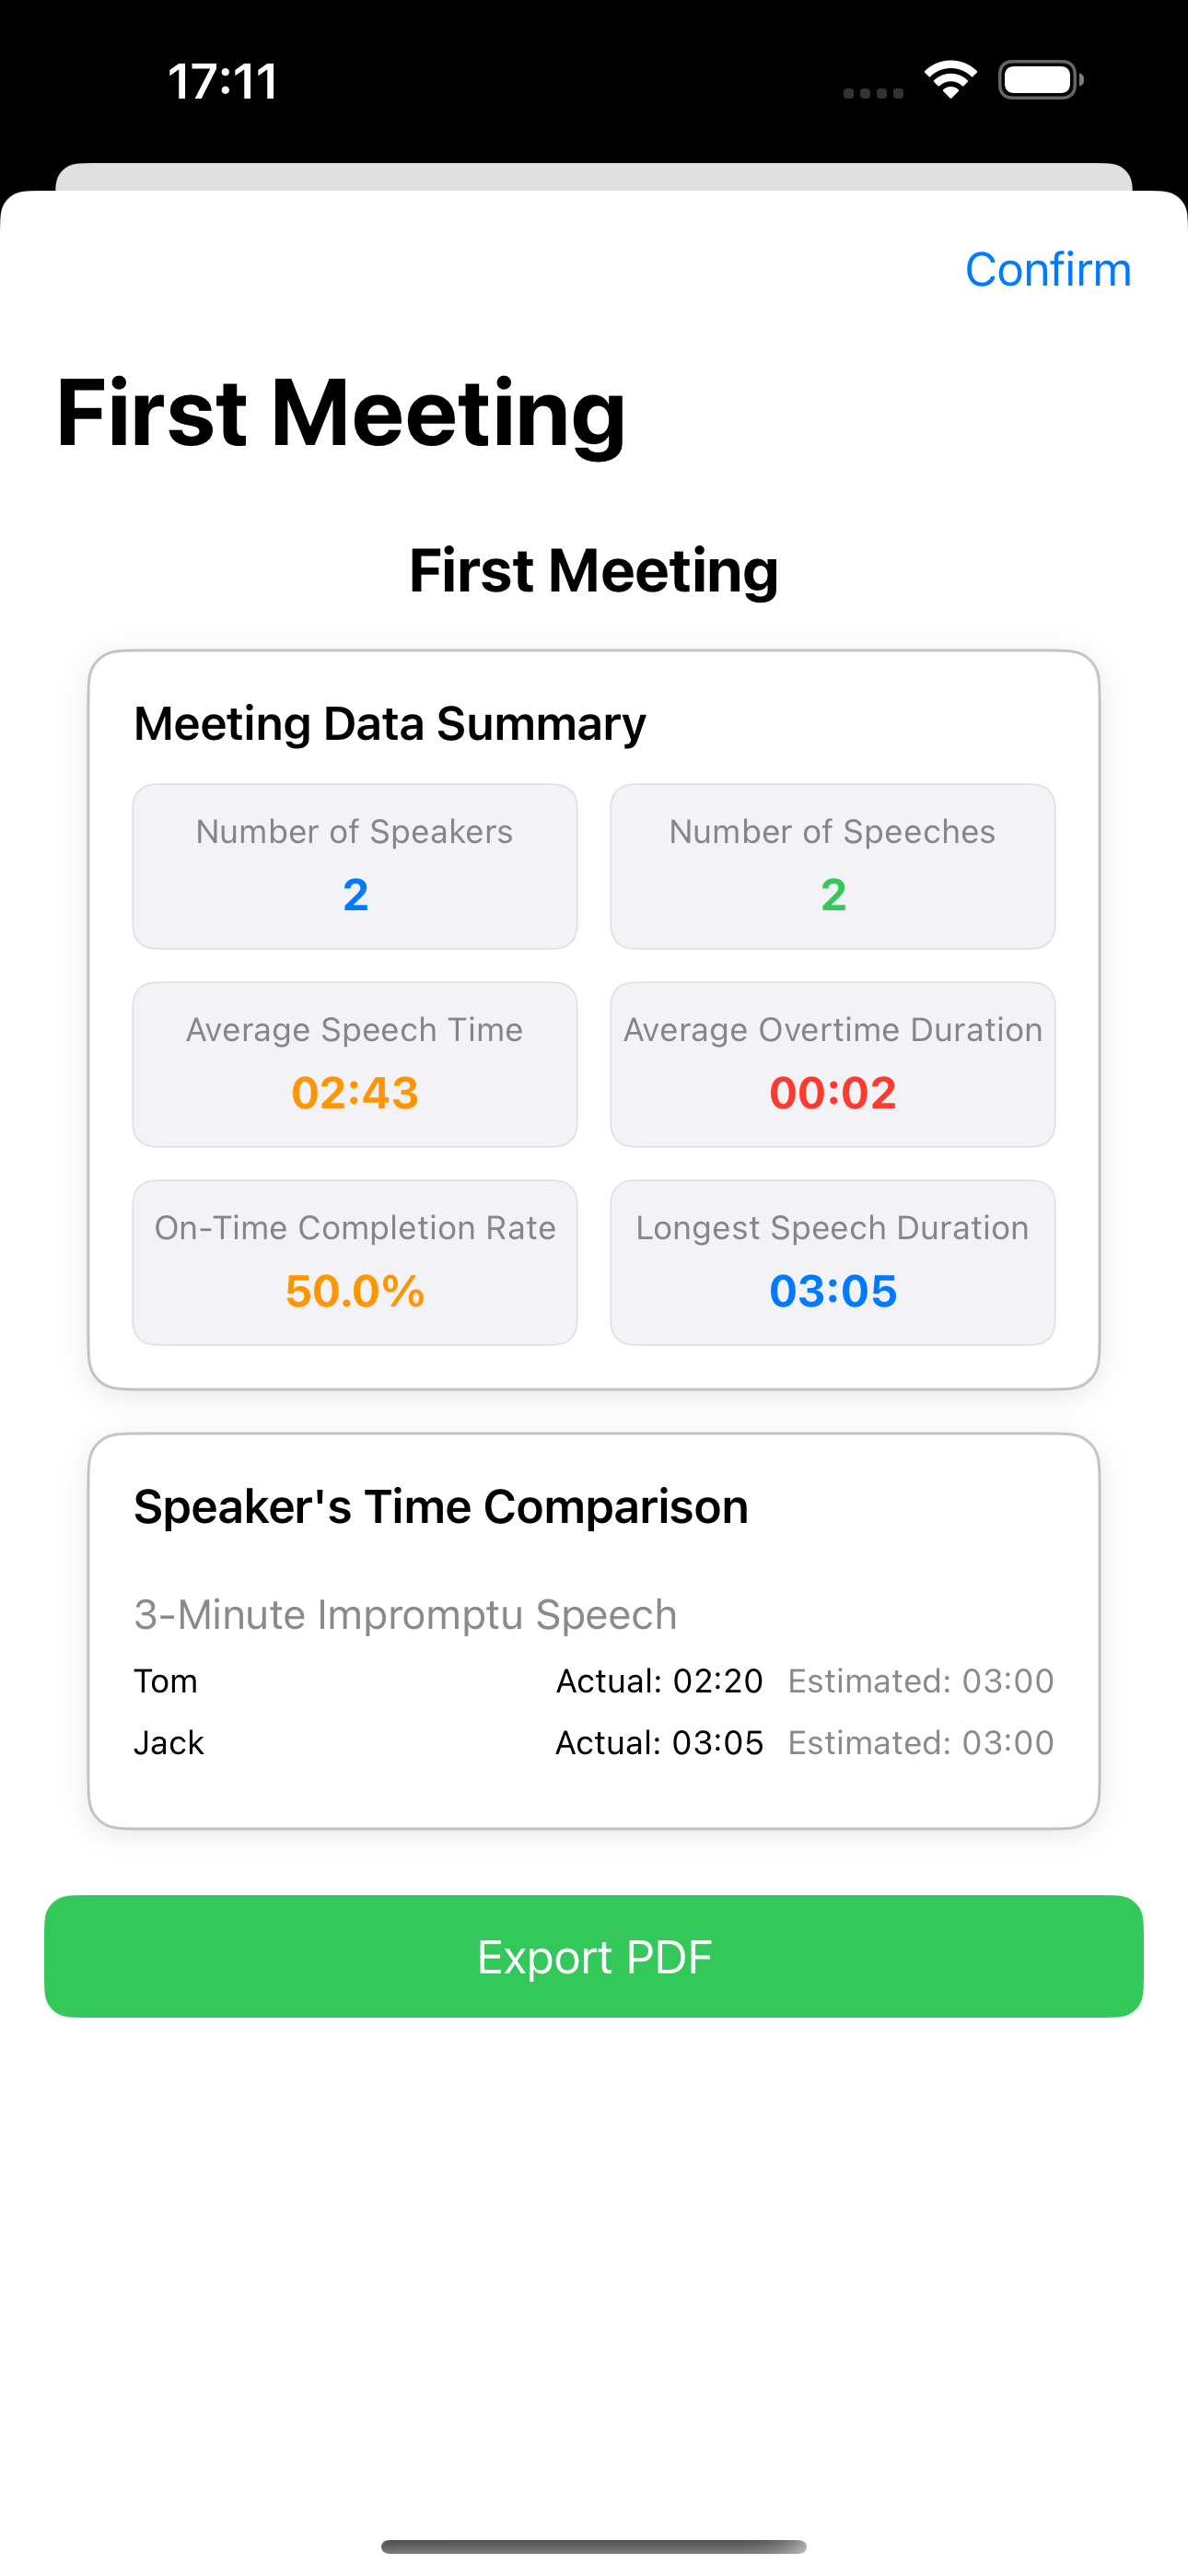 17:11
Confirm
First Meeting
First Meeting
Meeting Data Summary
Number of Speakers
2
Number of Speeches
2
Average Speech Time
02:43
Average Overtime Duration
00:02
On-Time Completion Rate
50.0%
Longest Speech Duration
03:05
Speaker's Time Comparison
3-Minute Impromptu Speech
Tom Actual: 02:20 Estimated: 03:00
Jack Actual: 03:05 Estimated: 03:00
Export PDF